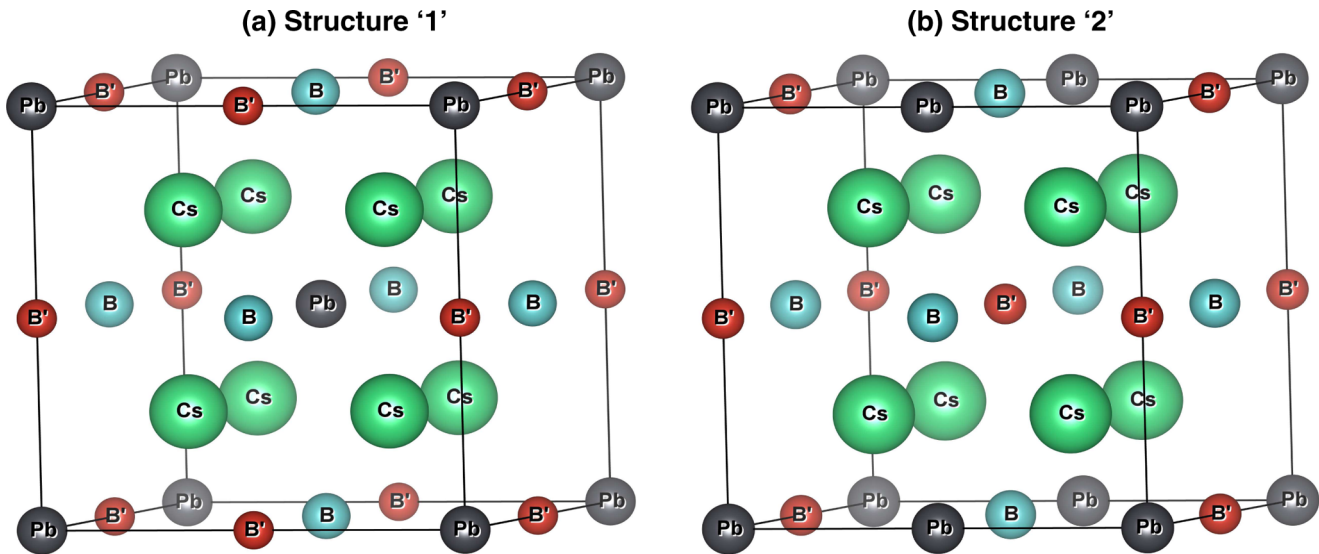 (a) Structure ‘1’
Pb B' Pb B' B B' Pb B' Pb
Cs Cs Cs Cs
B' B B' B Pb B B' B B'
Cs Cs Cs Cs
Pb B' Pb B' B B' Pb B' Pb
(b) Structure ‘2’
Pb B' Pb B Pb Pb B' Pb
Cs Cs Cs Cs
B' B B' B B' B B' B B'
Cs Cs Cs Cs
Pb B' Pb B Pb Pb B' Pb